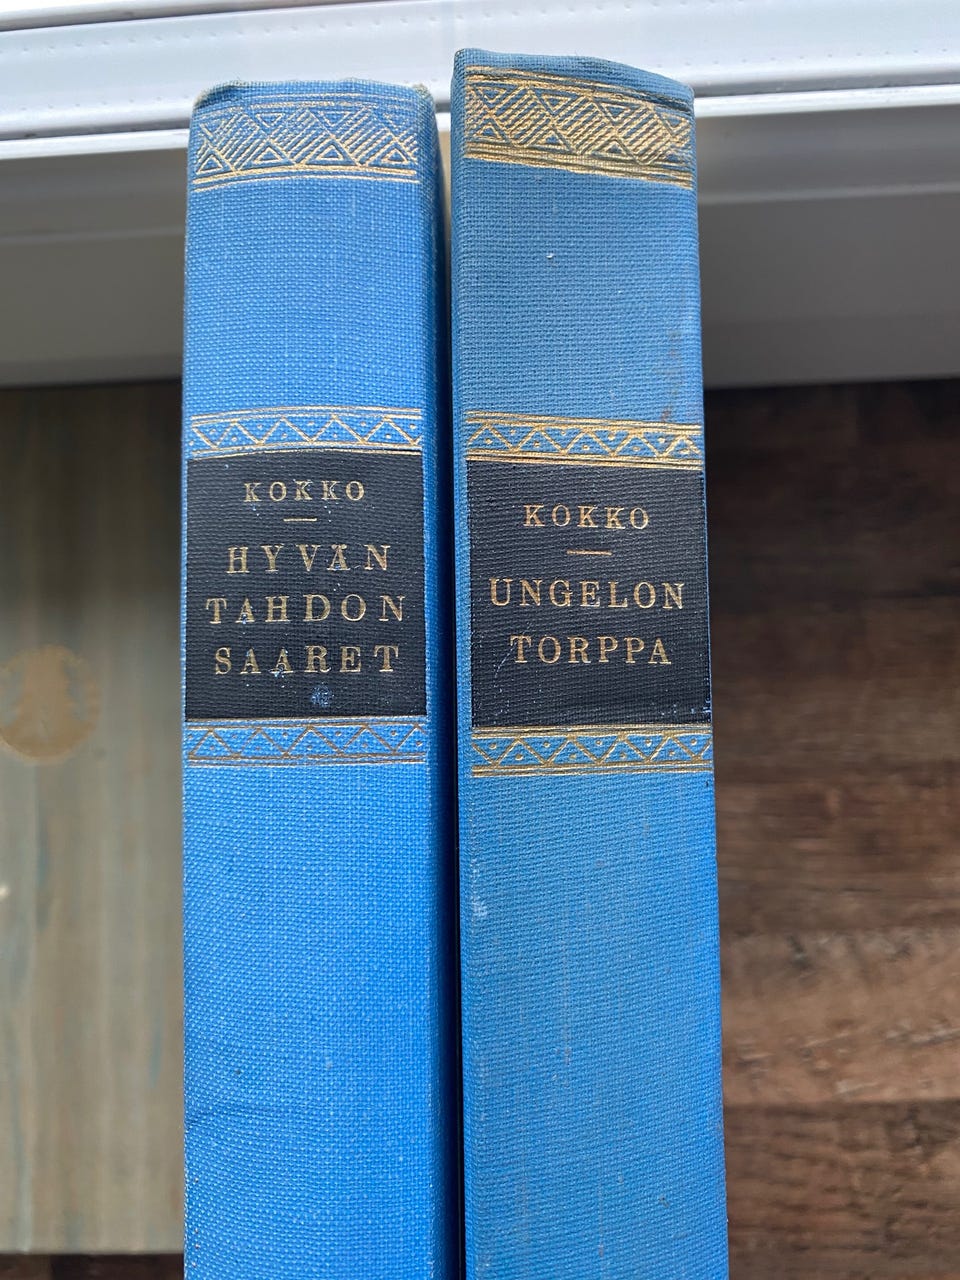 KOKKO
HYVÄN
TAHDON
SAARET
KOKKO
UNGELON
TORPPA